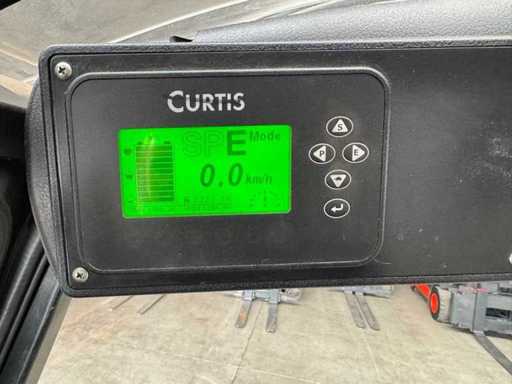 CURTIS
SPE Mode
0.0 km/h
S
P
E